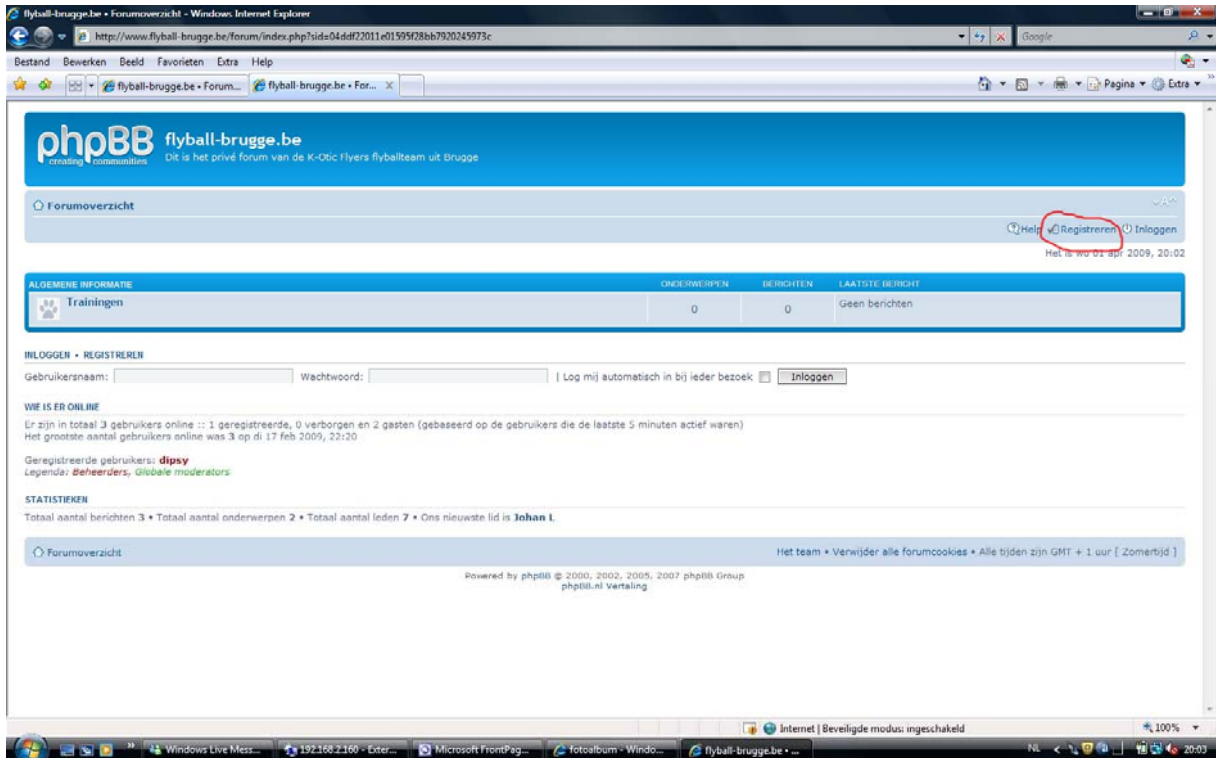 flyball-brugge.be • Forumoverzicht - Windows Internet Explorer
http://www.flyball-brugge.be/forum/index.php?sid=04ddf22011e01595f28bb7920245973c
Google
Bestand Bewerken Beeld Favorieten Extra Help
flyball-brugge.be • Forum... flyball-brugge.be • For... Pagina Extra
phpBB
creating communities
flyball-brugge.be
Dit is het privé forum van de K-Otic Flyers flyballteam uit Brugge
Forumoverzicht
Help Registreren Inloggen
Het is wo 01 apr 2009, 20:02
ALGEMENE INFORMATIE ONDERWERPEN BERICHTEN LAATSTE BERICHT
Trainingen 0 0 Geen berichten
INLOGGEN • REGISTREREN
Gebruikersnaam: Wachtwoord: | Log mij automatisch in bij ieder bezoek Inloggen
WIE IS ER ONLINE
Er zijn in totaal 3 gebruikers online :: 1 geregistreerde, 0 verborgen en 2 gasten (gebaseerd op de gebruikers die de laatste 5 minuten actief waren)
Het grootste aantal gebruikers online was 3 op di 17 feb 2009, 22:20
Geregistreerde gebruikers: dipsy
Legenda: Beheerders, Globale moderators
STATISTIEKEN
Totaal aantal berichten 3 • Totaal aantal onderwerpen 2 • Totaal aantal leden 7 • Ons nieuwste lid is Johan
Forumoverzicht Het team • Verwijder alle forumcookies • Alle tijden zijn GMT + 1 uur [ Zomertijd ]
Powered by phpBB © 2000, 2002, 2005, 2007 phpBB Group
phpBB.nl Vertaling
Internet | Beveiligde modus: ingeschakeld 100%
Windows Live Mess... 192.168.2.160 - Exter... Microsoft FrontPag... fotoalbum - Windo... flyball-brugge.be • ... NL 20:03